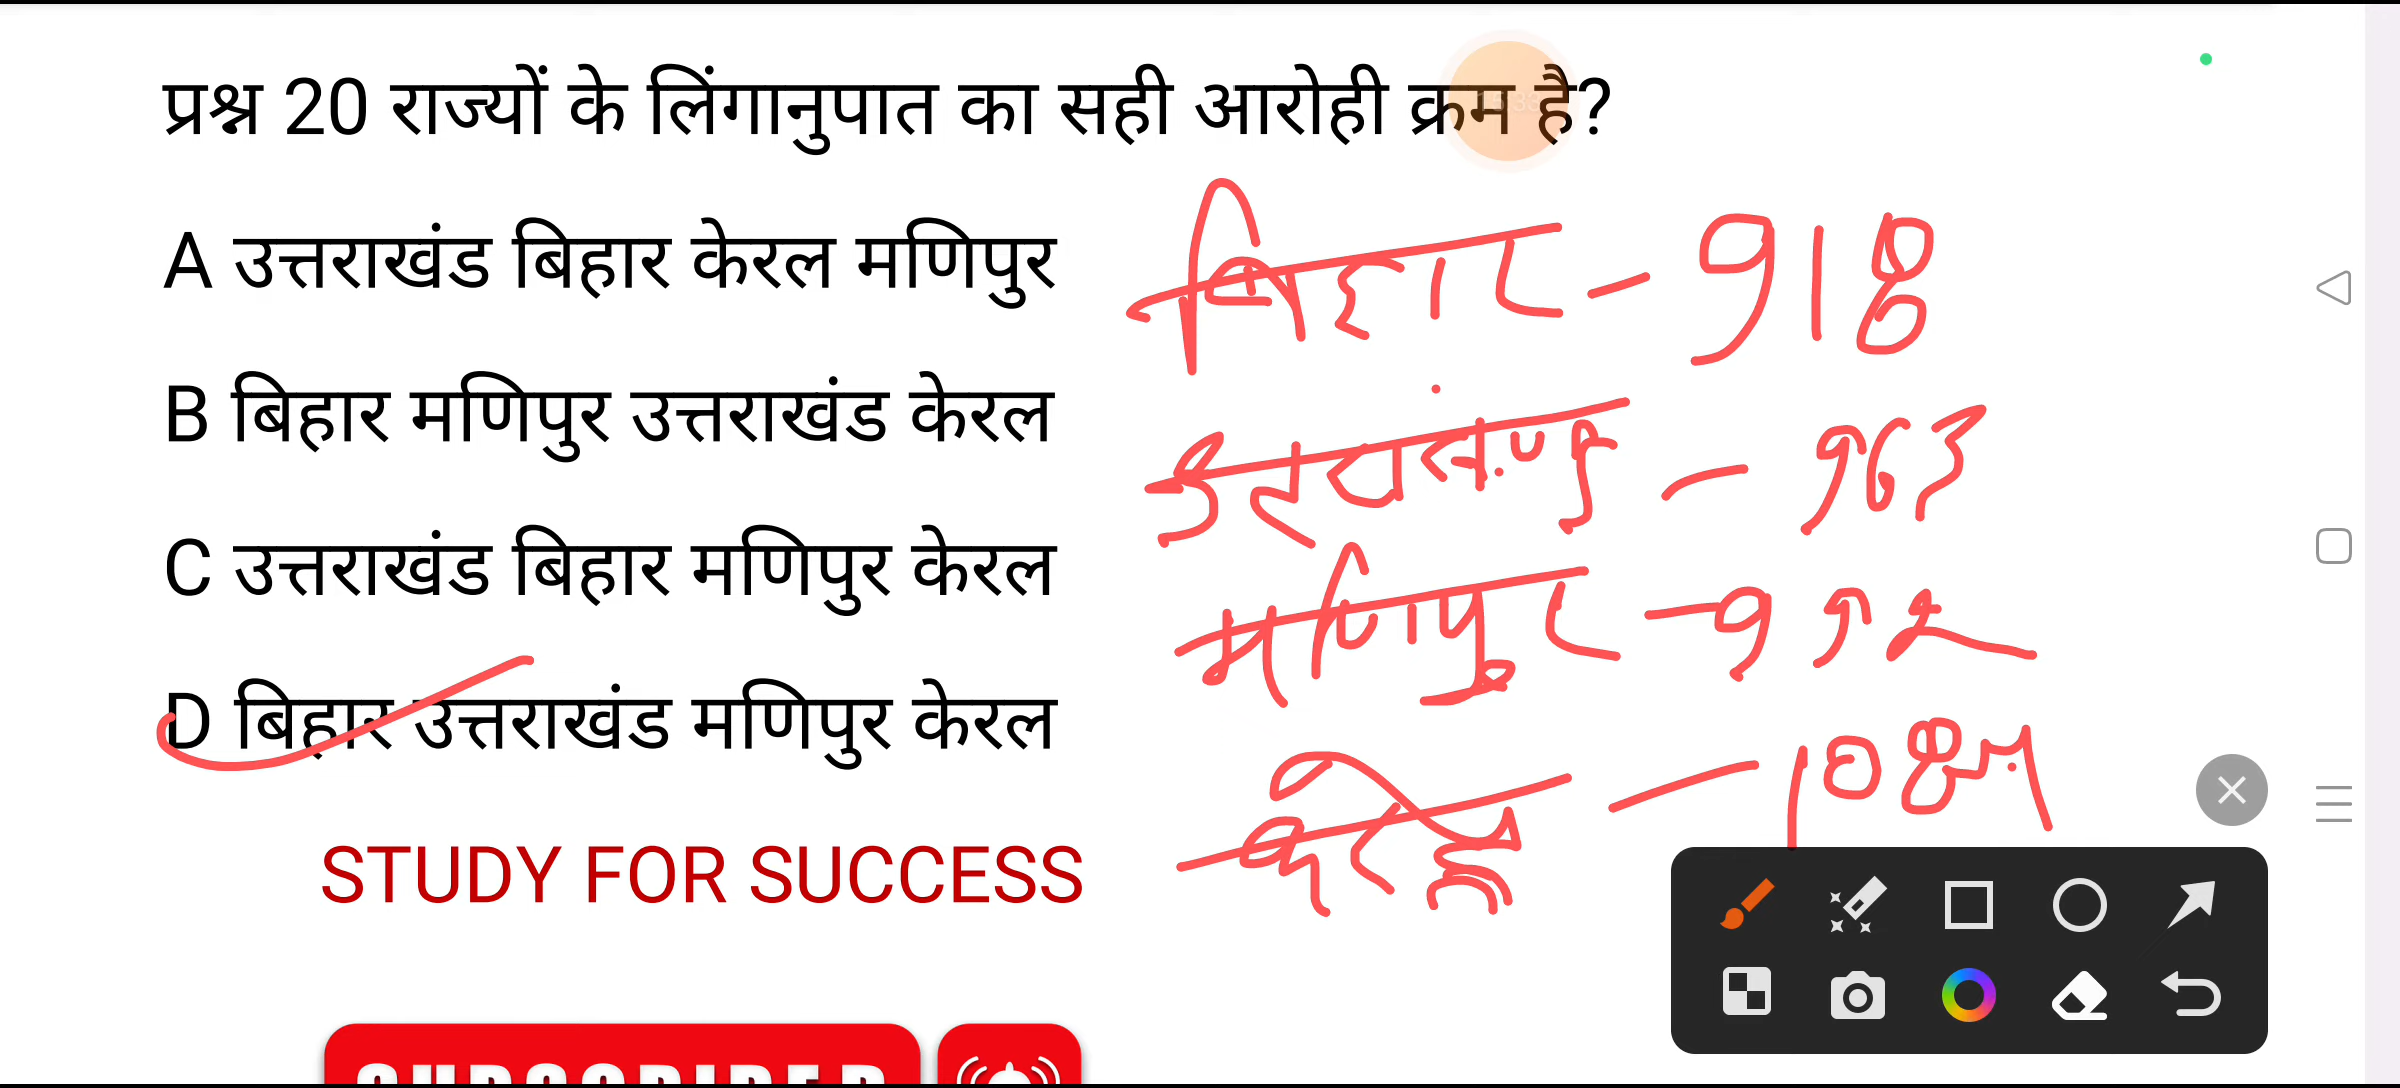 प्रश्न 20 राज्यों के लिंगानुपात का सही आरोही क्रम है?
A उत्तराखंड बिहार केरल मणिपुर
B बिहार मणिपुर उत्तराखंड केरल
C उत्तराखंड बिहार मणिपुर केरल
D बिहार उत्तराखंड मणिपुर केरल
STUDY FOR SUCCESS
बिहार - 918
उत्तराखण्ड - 963
मणिपुर - 992
केरल - 1084